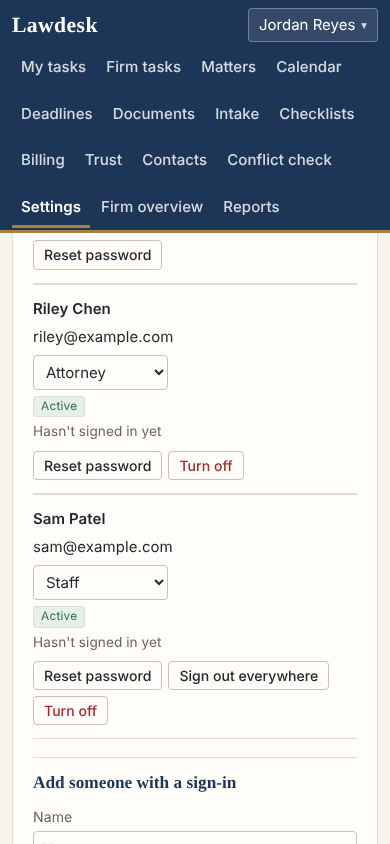 Lawdesk
Jordan Reyes ▾
My tasks Firm tasks Matters Calendar
Deadlines Documents Intake Checklists
Billing Trust Contacts Conflict check
Settings Firm overview Reports
Reset password
Riley Chen
riley@example.com
Attorney
Active
Hasn't signed in yet
Reset password Turn off
Sam Patel
sam@example.com
Staff
Active
Hasn't signed in yet
Reset password Sign out everywhere
Turn off
Add someone with a sign-in
Name